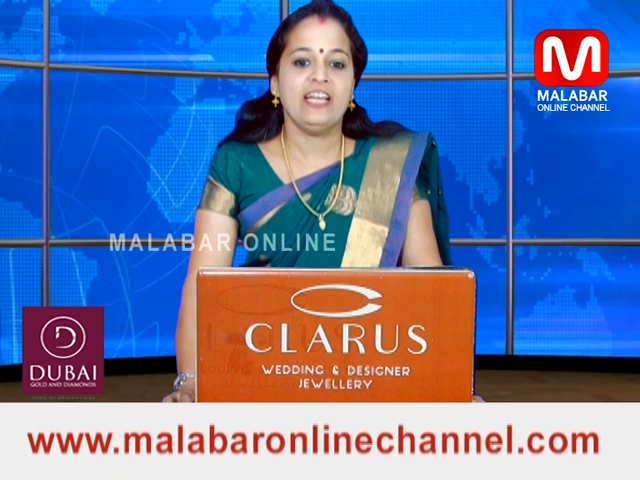 M
MALABAR
ONLINE CHANNEL
MALABAR ONLINE
CLARUS
WEDDING & DESIGNER
JEWELLERY
D
DUBAI
GOLD AND DIAMONDS
www.malabaronlinechannel.com